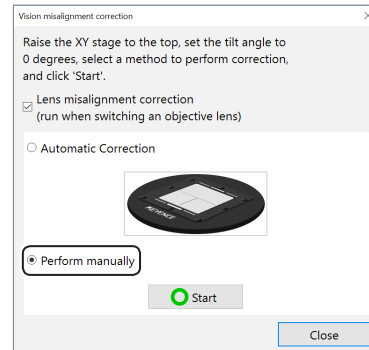 Vision misalignment correction
Raise the XY stage to the top, set the tilt angle to
0 degrees, select a method to perform correction,
and click 'Start'.
Lens misalignment correction
(run when switching an objective lens)
Automatic Correction
KEYENCE
Perform manually
Start
Close